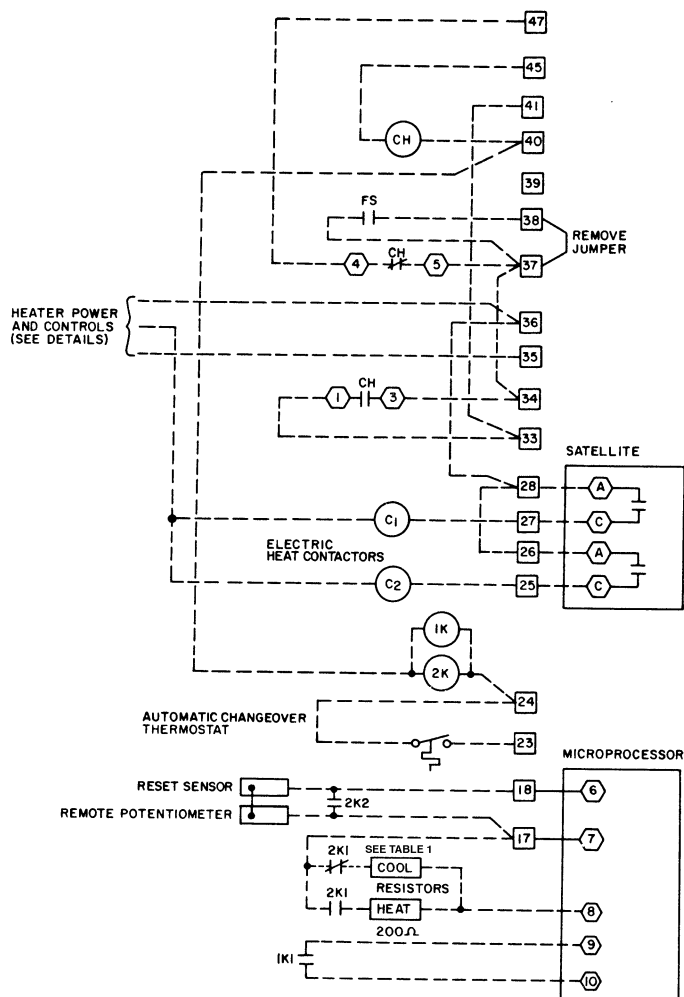 47
45
41
CH
40
39
FS
38
REMOVE
JUMPER
CH
4
5
37
HEATER POWER
AND CONTROLS
(SEE DETAILS)
36
35
CH
1
3
34
33
SATELLITE
28
A
C1
27
C
ELECTRIC
HEAT CONTACTORS
26
A
C2
25
C
1K
2K
24
AUTOMATIC CHANGEOVER
THERMOSTAT
23
MICROPROCESSOR
RESET SENSOR
18
6
2K2
REMOTE POTENTIOMETER
17
7
2K1
SEE TABLE 1
COOL
RESISTORS
2K1
HEAT
8
200Ω
9
1K1
10